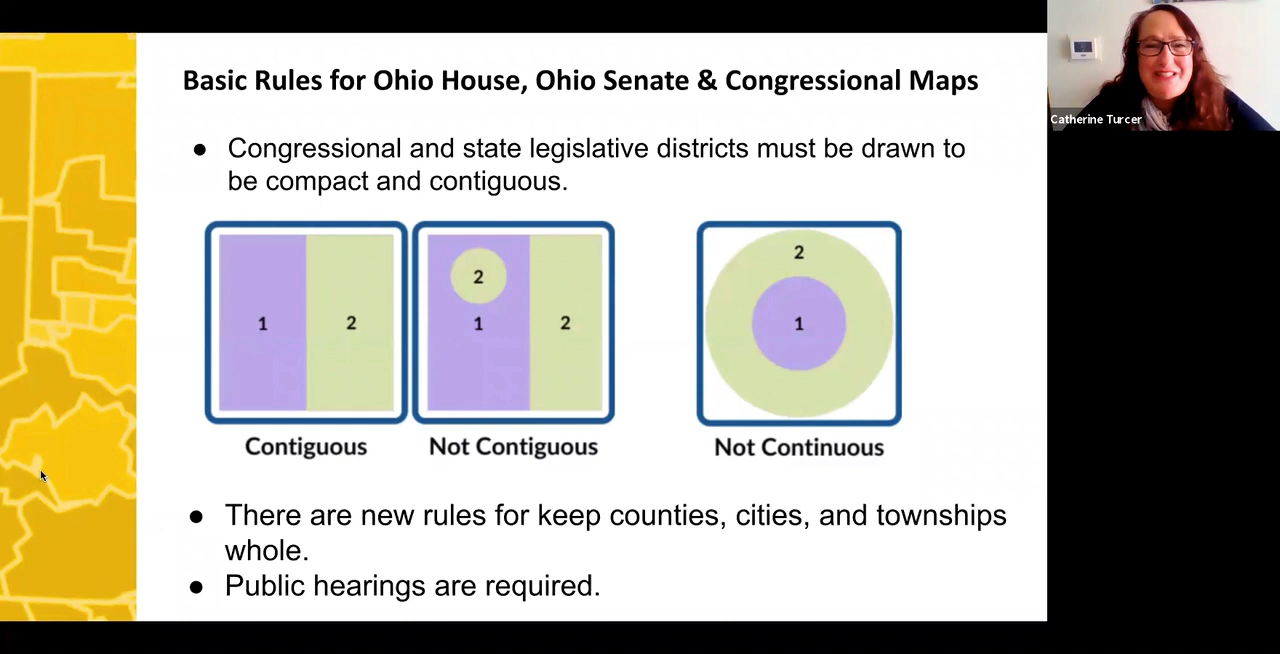 Basic Rules for Ohio House, Ohio Senate & Congressional Maps
Catherine Turcer
● Congressional and state legislative districts must be drawn to
be compact and contiguous.
1 2
2
1 2
2
1
Contiguous
Not Contiguous
Not Continuous
● There are new rules for keep counties, cities, and townships
whole.
● Public hearings are required.